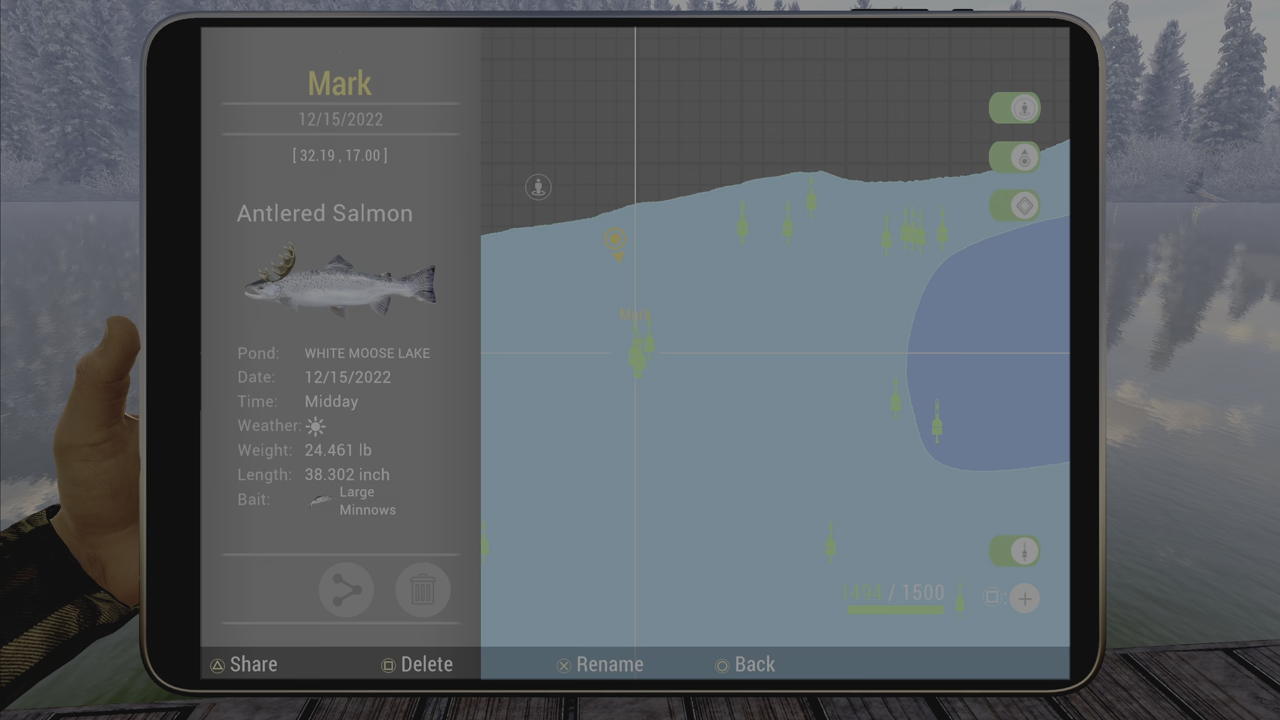 Mark
12/15/2022
[ 32.19 , 17.00 ]
Antlered Salmon
Pond: WHITE MOOSE LAKE
Date: 12/15/2022
Time: Midday
Weather:
Weight: 24.461 lb
Length: 38.302 inch
Bait: Large
Minnows
Mark
1494 / 1500
Share
Delete
Rename
Back